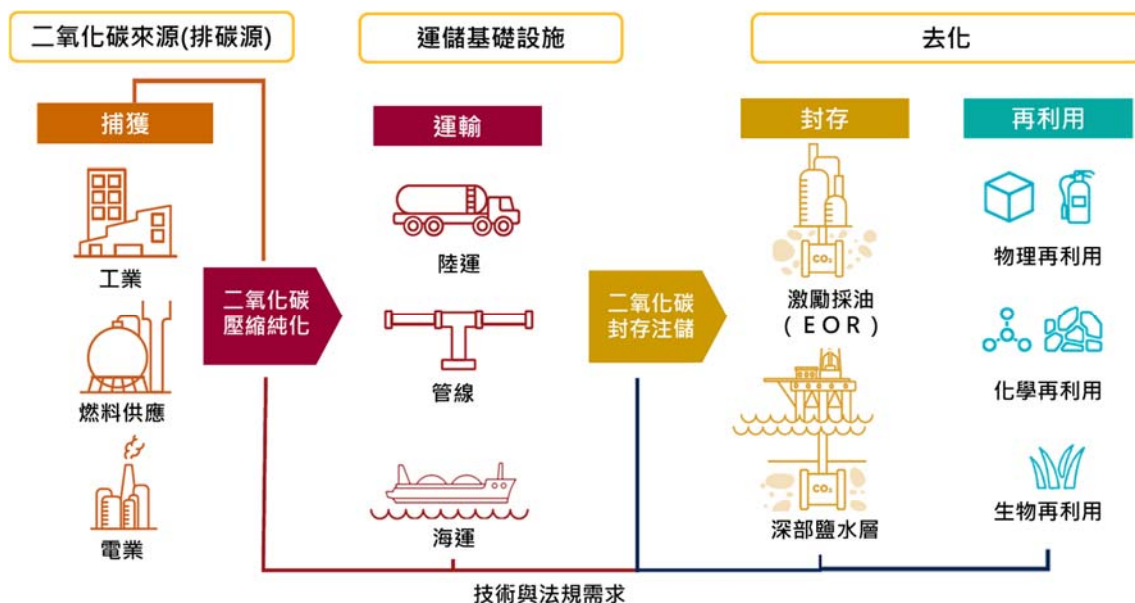 二氧化碳來源(排碳源)
運儲基礎設施
去化
捕獲
工業
燃料供應
電業
二氧化碳
壓縮純化
運輸
陸運
管線
海運
二氧化碳
封存注儲
封存
CO₂
激勵採油
(EOR)
CO₂
深部鹽水層
再利用
物理再利用
化學再利用
生物再利用
技術與法規需求